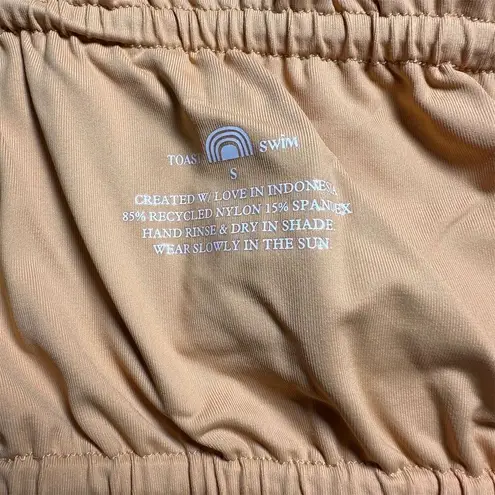 TOAST SWIM
S
CREATED W/ LOVE IN INDONESIA
85% RECYCLED NYLON 15% SPANDEX
HAND RINSE & DRY IN SHADE.
WEAR SLOWLY IN THE SUN.